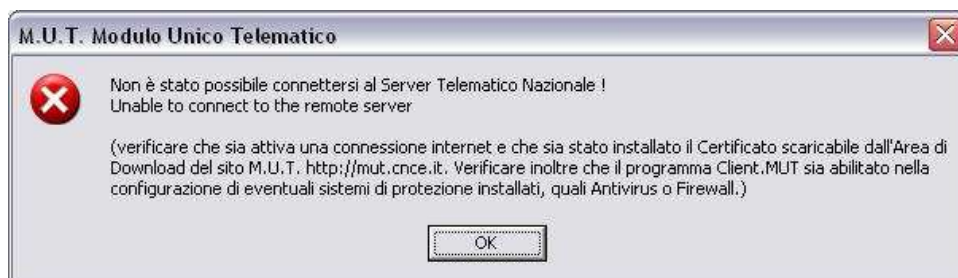 M.U.T. Modulo Unico Telematico
Non è stato possibile connettersi al Server Telematico Nazionale !
Unable to connect to the remote server
(verificare che sia attiva una connessione internet e che sia stato installato il Certificato scaricabile dall'Area di
Download del sito M.U.T. http://mut.cnce.it. Verificare inoltre che il programma Client.MUT sia abilitato nella
configurazione di eventuali sistemi di protezione installati, quali Antivirus o Firewall.)
OK